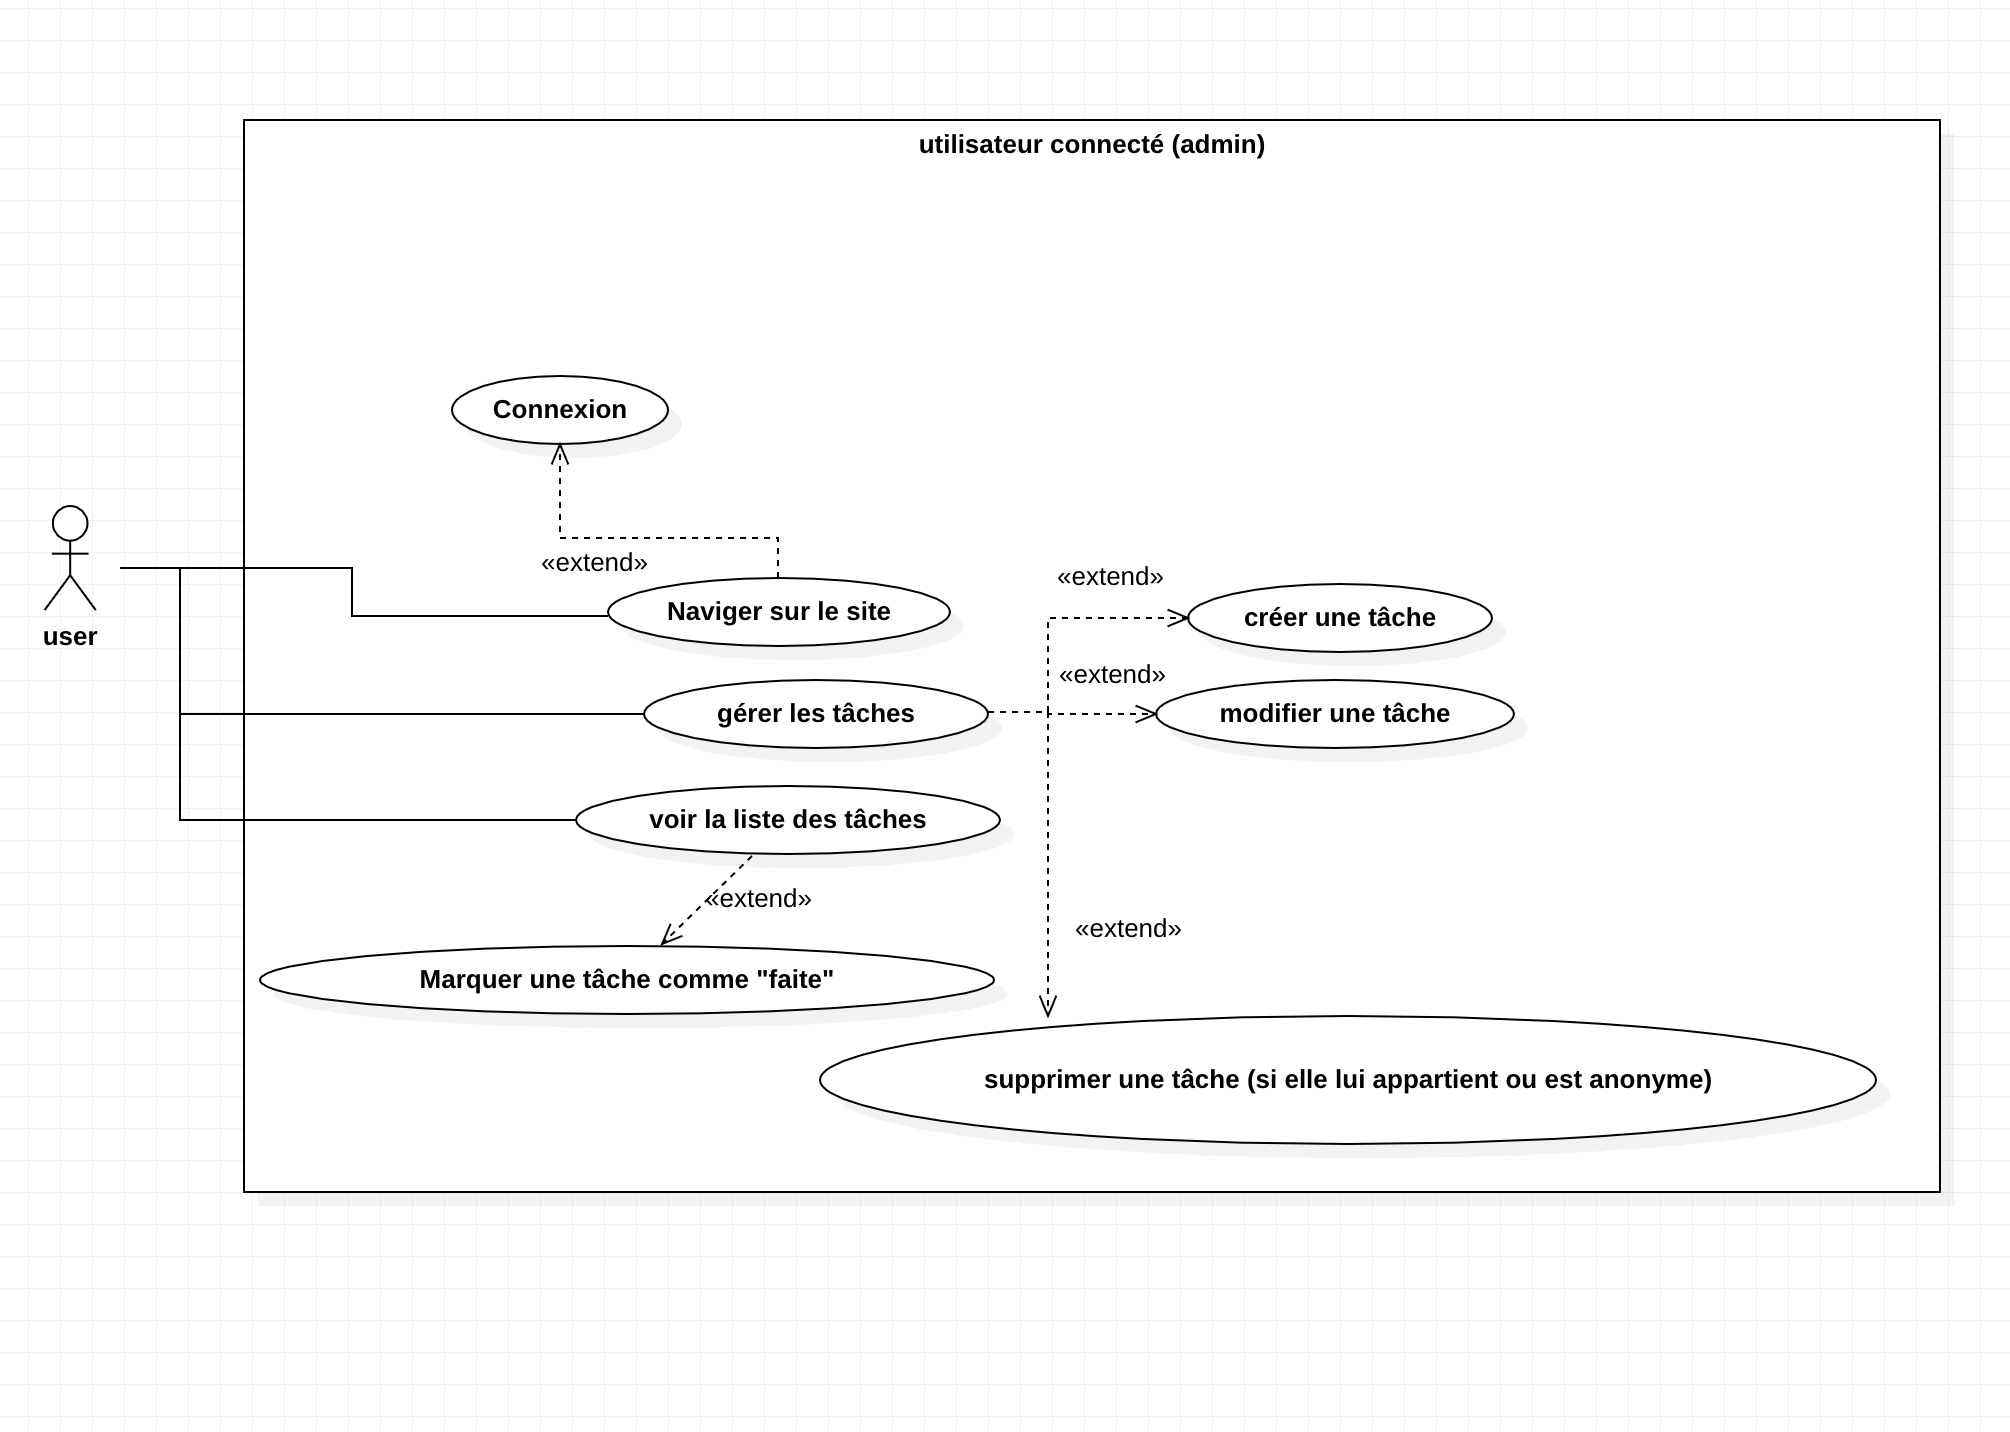 utilisateur connecté (admin)
Connexion
«extend»
user
Naviger sur le site
«extend»
créer une tâche
«extend»
gérer les tâches
modifier une tâche
voir la liste des tâches
«extend»
«extend»
Marquer une tâche comme "faite"
supprimer une tâche (si elle lui appartient ou est anonyme)